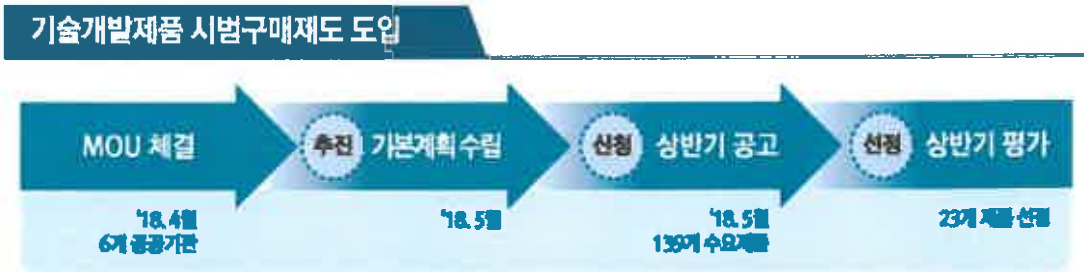 기술개발제품 시범구매제도 도입
MOU 체결
추진 기본계획 수립
신청 상반기 공고
선정 상반기 평가
'18. 4월
6개 공공기관
'18. 5월
'18. 5월
139개 수요제품
23개 제품 선정